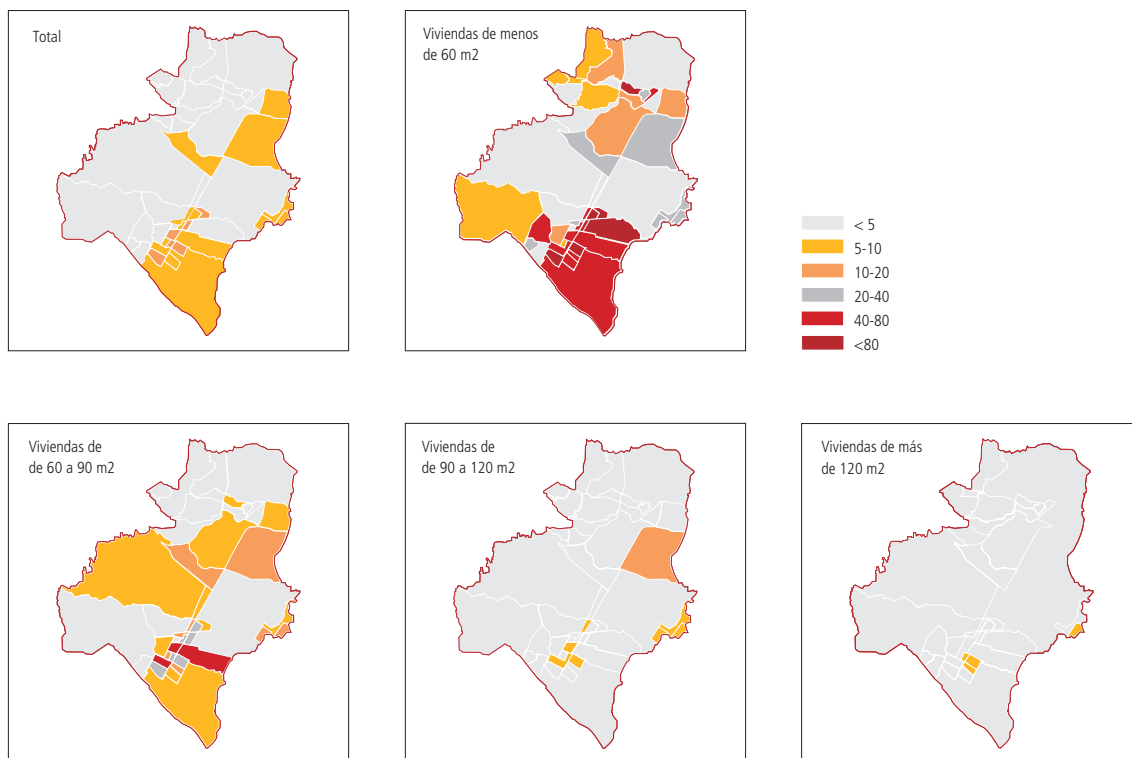 Total
Viviendas de menos
de 60 m2
< 5
5-10
10-20
20-40
40-80
<80
Viviendas de
de 60 a 90 m2
Viviendas de
de 90 a 120 m2
Viviendas de más
de 120 m2